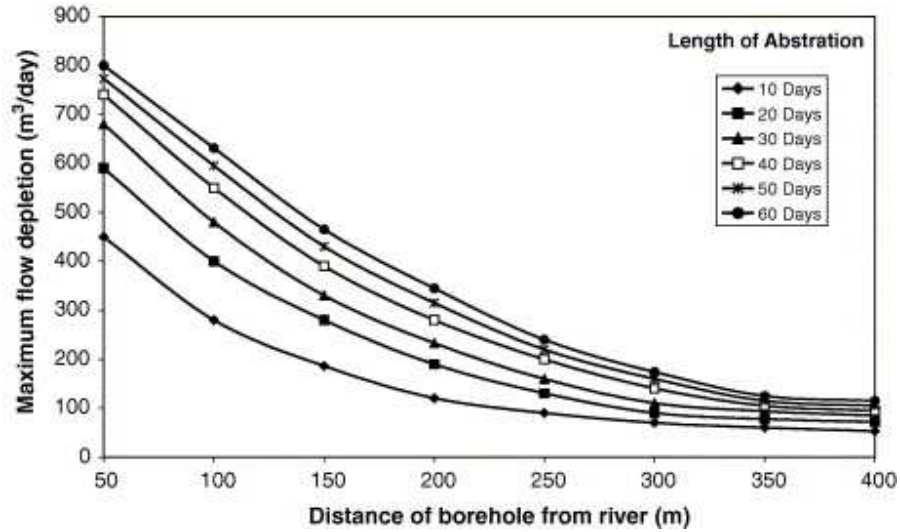 900
800
700
600
500
400
300
200
100
0
Maximum flow depletion (m³/day)
Length of Abstration
10 Days
20 Days
30 Days
40 Days
50 Days
60 Days
50 100 150 200 250 300 350 400
Distance of borehole from river (m)